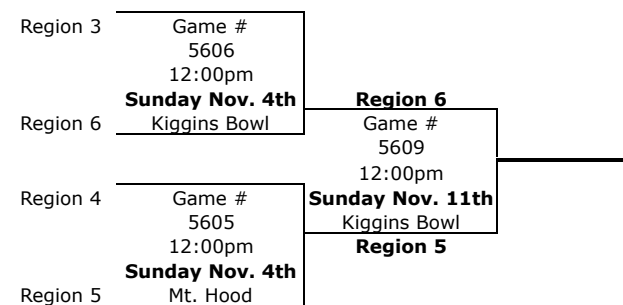 Region 3 Game #
5606
12:00pm
Sunday Nov. 4th Region 6
Region 6 Kiggins Bowl Game #
5609
12:00pm
Region 4 Game # Sunday Nov. 11th
5605 Kiggins Bowl
12:00pm Region 5
Sunday Nov. 4th
Region 5 Mt. Hood